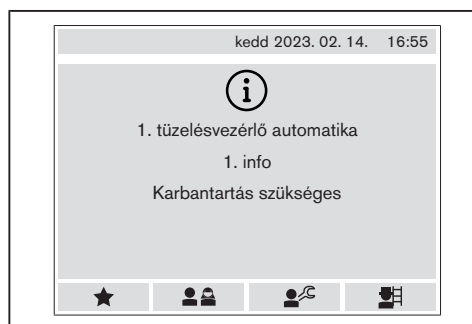 kedd 2023. 02. 14. 16:55
1. tüzelésvezérlő automatika
1. info
Karbantartás szükséges